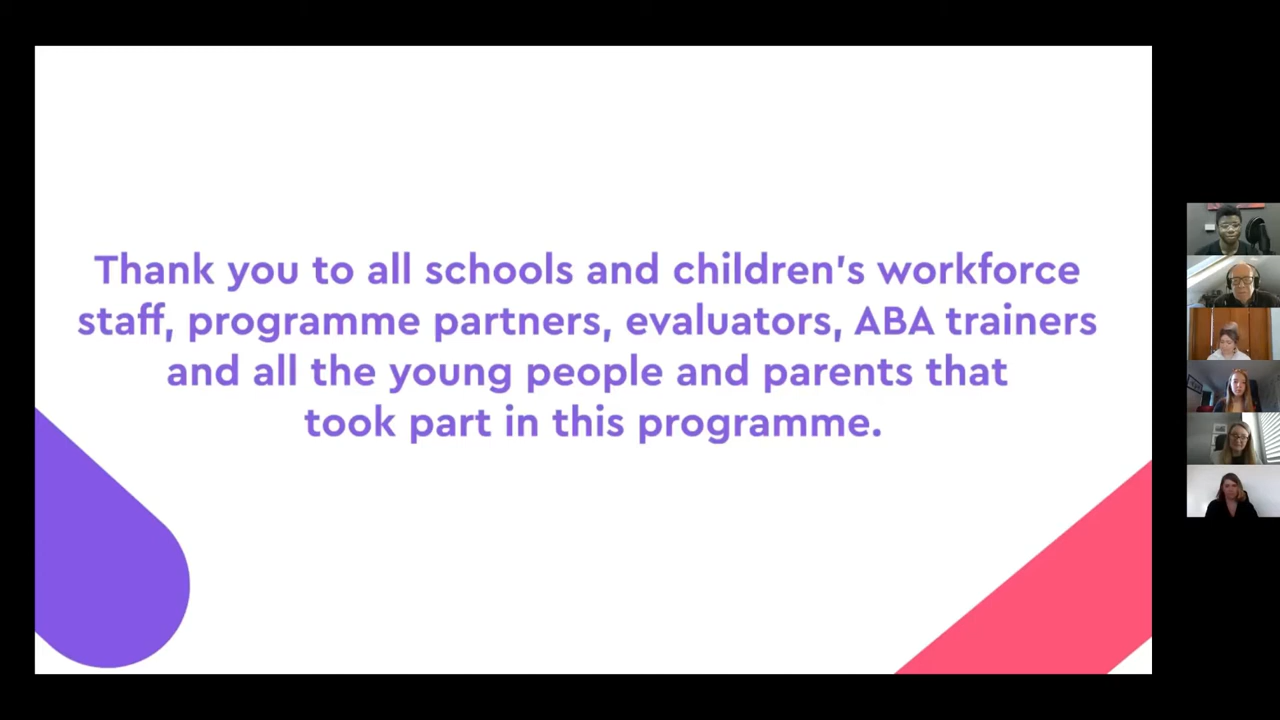 Thank you to all schools and children's workforce
staff, programme partners, evaluators, ABA trainers
and all the young people and parents that
took part in this programme.